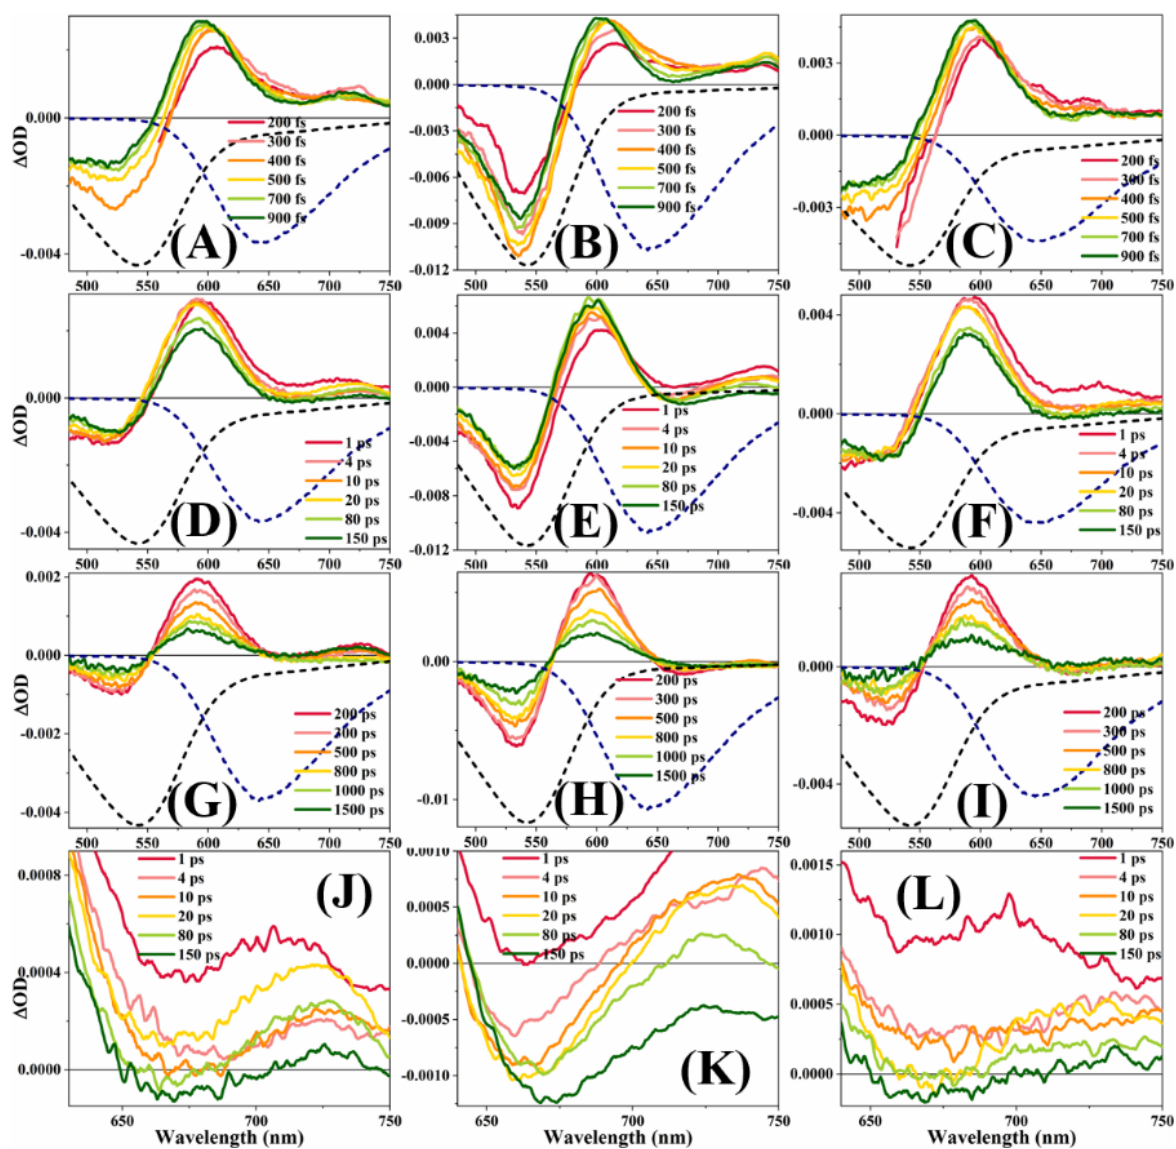 ΔOD
0.000
-0.004
200 fs
300 fs
400 fs
500 fs
700 fs
900 fs
(A)
500 550 600 650 700 750
0.003
0.000
-0.003
-0.006
-0.009
-0.012
200 fs
300 fs
400 fs
500 fs
700 fs
900 fs
(B)
500 550 600 650 700 750
0.003
0.000
-0.003
200 fs
300 fs
400 fs
500 fs
700 fs
900 fs
(C)
500 550 600 650 700 750
ΔOD
0.004
0.000
-0.004
1 ps
4 ps
10 ps
20 ps
80 ps
150 ps
(D)
500 550 600 650 700 750
0.004
0.000
-0.004
-0.008
-0.012
1 ps
4 ps
10 ps
20 ps
80 ps
150 ps
(E)
500 550 600 650 700 750
0.004
0.000
-0.004
1 ps
4 ps
10 ps
20 ps
80 ps
150 ps
(F)
500 550 600 650 700 750
ΔOD
0.002
0.000
-0.002
-0.004
200 ps
300 ps
500 ps
800 ps
1000 ps
1500 ps
(G)
500 550 600 650 700 750
0.00
-0.01
200 ps
300 ps
500 ps
800 ps
1000 ps
1500 ps
(H)
500 550 600 650 700 750
0.000
-0.004
200 ps
300 ps
500 ps
800 ps
1000 ps
1500 ps
(I)
500 550 600 650 700 750
ΔOD
0.0008
0.0004
0.0000
1 ps
4 ps
10 ps
20 ps
80 ps
150 ps
(J)
650 700 750
Wavelength (nm)
0.0010
0.0005
0.0000
-0.0005
-0.0010
1 ps
4 ps
10 ps
20 ps
80 ps
150 ps
(K)
650 700 750
Wavelength (nm)
0.0015
0.0010
0.0005
0.0000
1 ps
4 ps
10 ps
20 ps
80 ps
150 ps
(L)
650 700 750
Wavelength (nm)